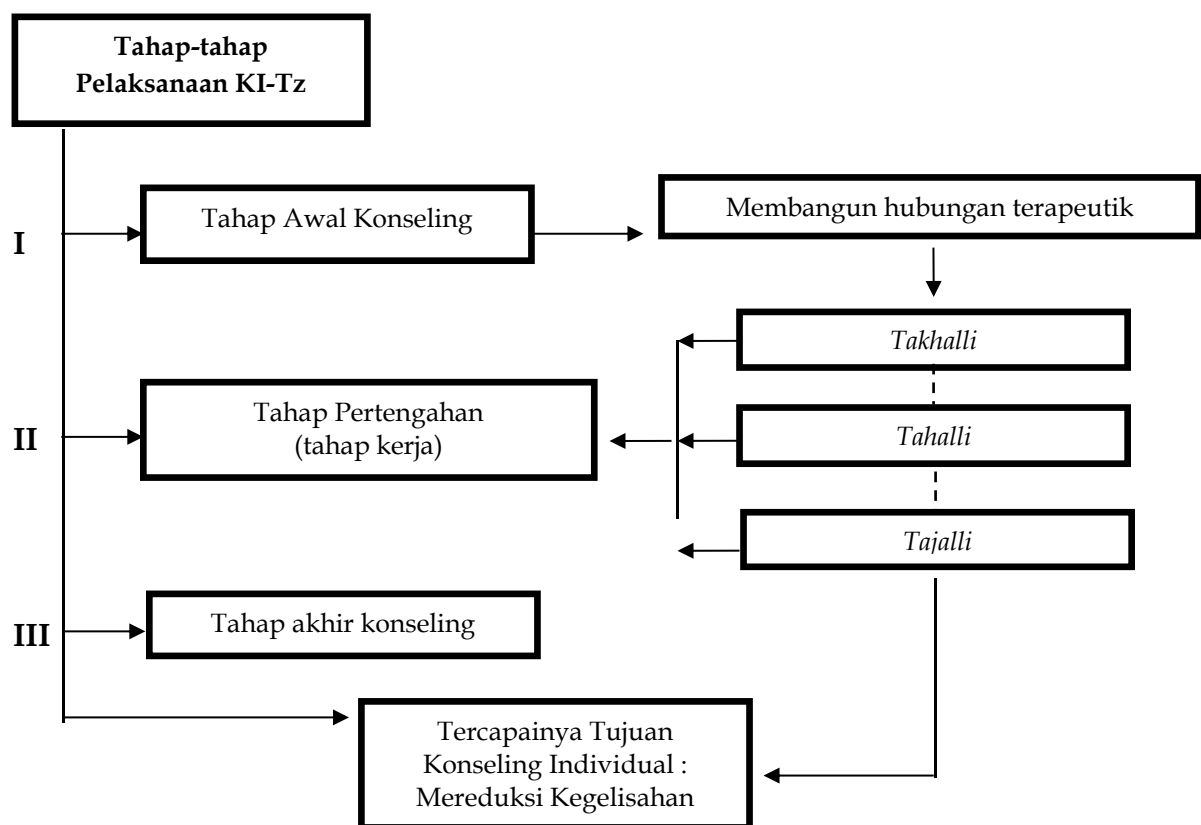 Tahap-tahap
Pelaksanaan KI-Tz
I
Tahap Awal Konseling
Membangun hubungan terapeutik
Takhalli
II
Tahap Pertengahan
(tahap kerja)
Tahalli
Tajalli
III
Tahap akhir konseling
Tercapainya Tujuan
Konseling Individual :
Mereduksi Kegelisahan